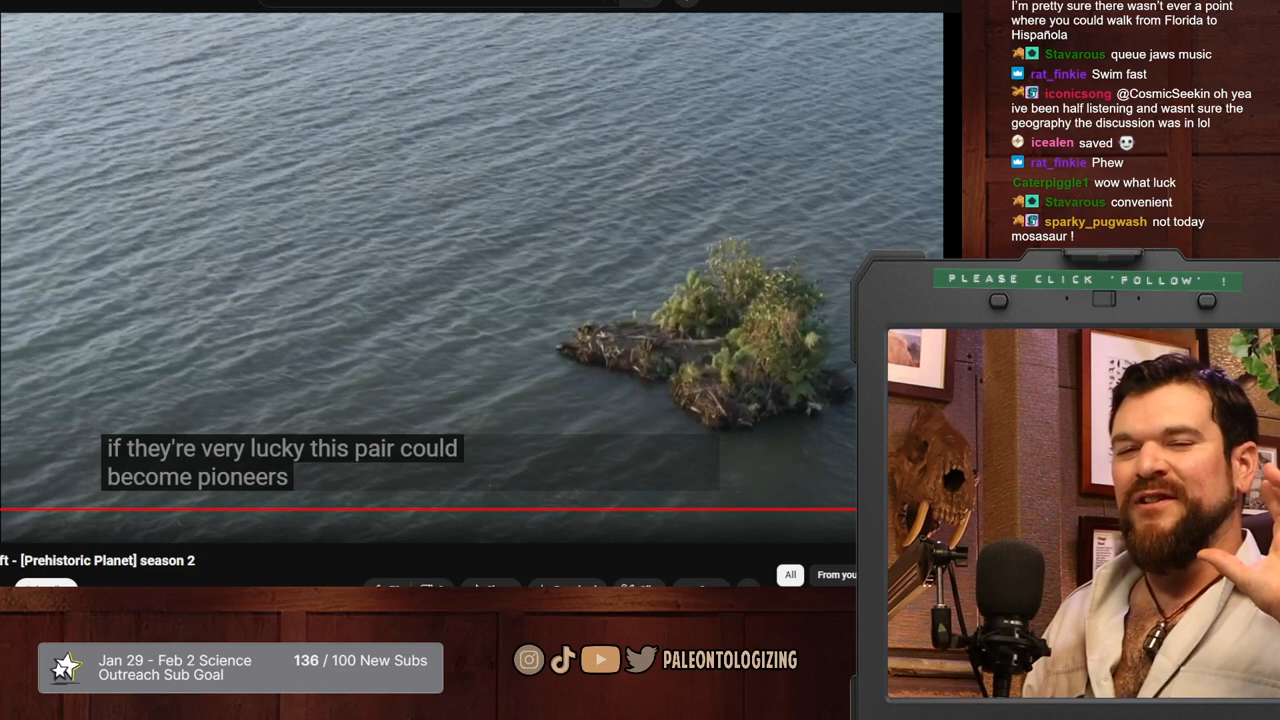 I'm pretty sure there wasn't ever a point
where you could walk from Florida to
Hispañola
Stavarous queue jaws music
rat_finkie Swim fast
iconicsong @CosmicSeekin oh yea
ive been half listening and wasnt sure the
geography the discussion was in lol
icealen saved
rat_finkie Phew
Caterpiggle1 wow what luck
Stavarous convenient
sparky_pugwash not today
mosasaur !
PLEASE CLICK 'FOLLOW' !
if they're very lucky this pair could
become pioneers
ft - [Prehistoric Planet] season 2
All
From you
Jan 29 - Feb 2 Science
Outreach Sub Goal
136 / 100 New Subs
PALEONTOLOGIZING